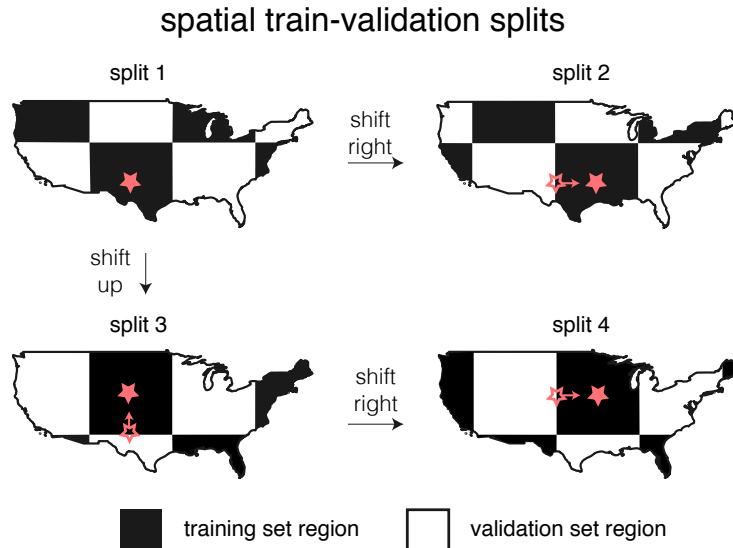 spatial train-validation splits
split 1
split 2
shift
right
shift
up
split 3
split 4
shift
right
training set region
validation set region